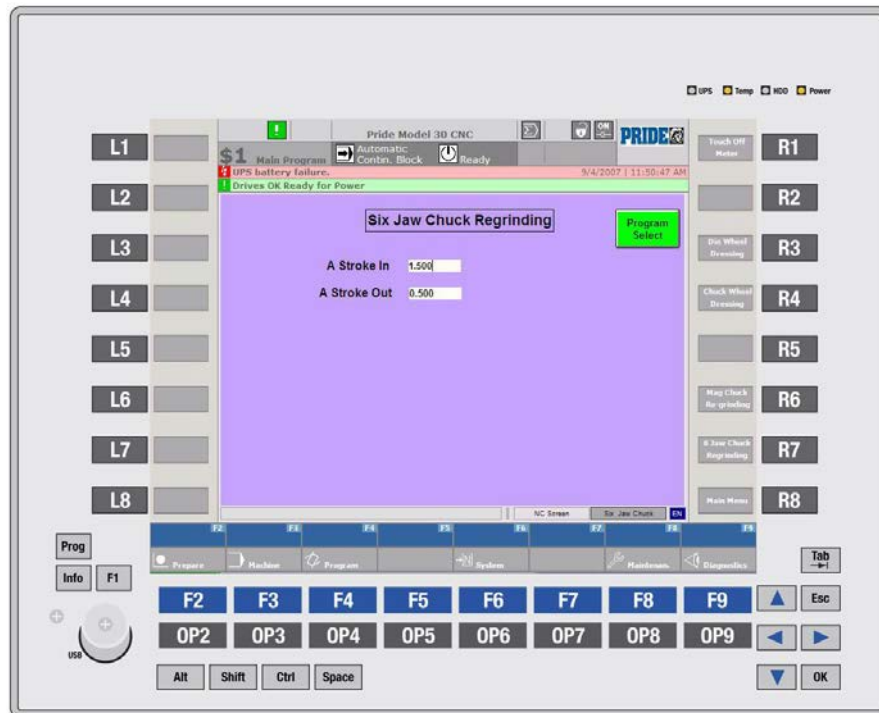 UPS Temp HDD Power
Pride Model 30 CNC
ON
PRIDE
$1 Main Program
Automatic
Contin. Block
Ready
UPS battery failure.
9/4/2007 | 11:50:47 AM
Drives OK Ready for Power
Six Jaw Chuck Regrinding
Program
Select
A Stroke In 1.500
A Stroke Out 0.500
L1
L2
L3
L4
L5
L6
L7
L8
Touch Off
Meter
R1
R2
Die Wheel
Dressing
R3
Chuck Wheel
Dressing
R4
R5
Mag Chuck
Re-grinding
R6
6 Jaw Chuck
Regrinding
R7
Main Menu
R8
NC Screen
Six Jaw Chuck
EN
F2 F3 F4 F5 F6 F7 F8 F9
Prepare
Machine
Program
System
Maintenan.
Diagnostics
Prog
Info
F1
USB
Tab
Esc
OK
F2 F3 F4 F5 F6 F7 F8 F9
OP2 OP3 OP4 OP5 OP6 OP7 OP8 OP9
Alt Shift Ctrl Space